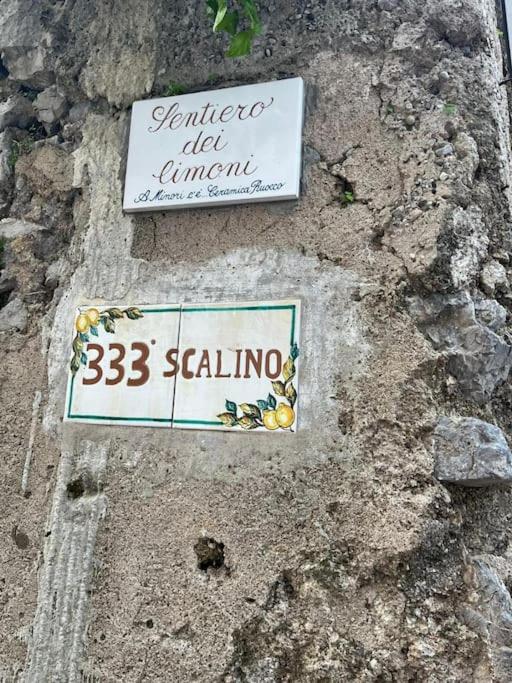 Sentiero
dei
limoni
A Minori c'é...Ceramica Ruocco
333° SCALINO